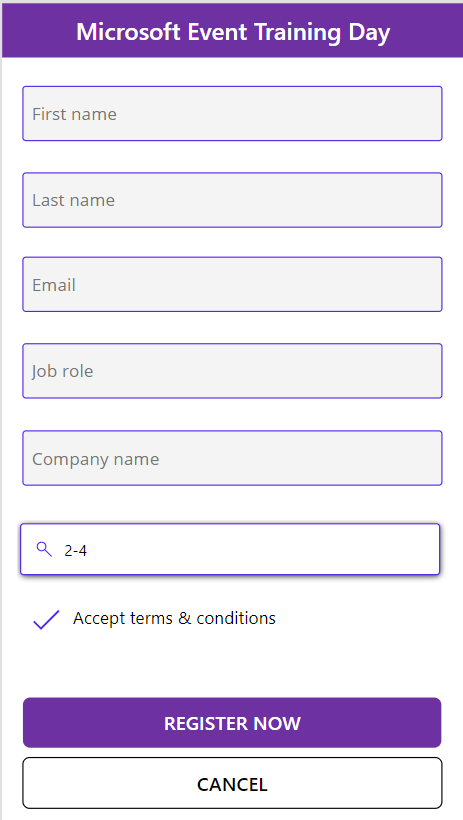 Microsoft Event Training Day
First name
Last name
Email
Job role
Company name
2-4
Accept terms & conditions
REGISTER NOW
CANCEL